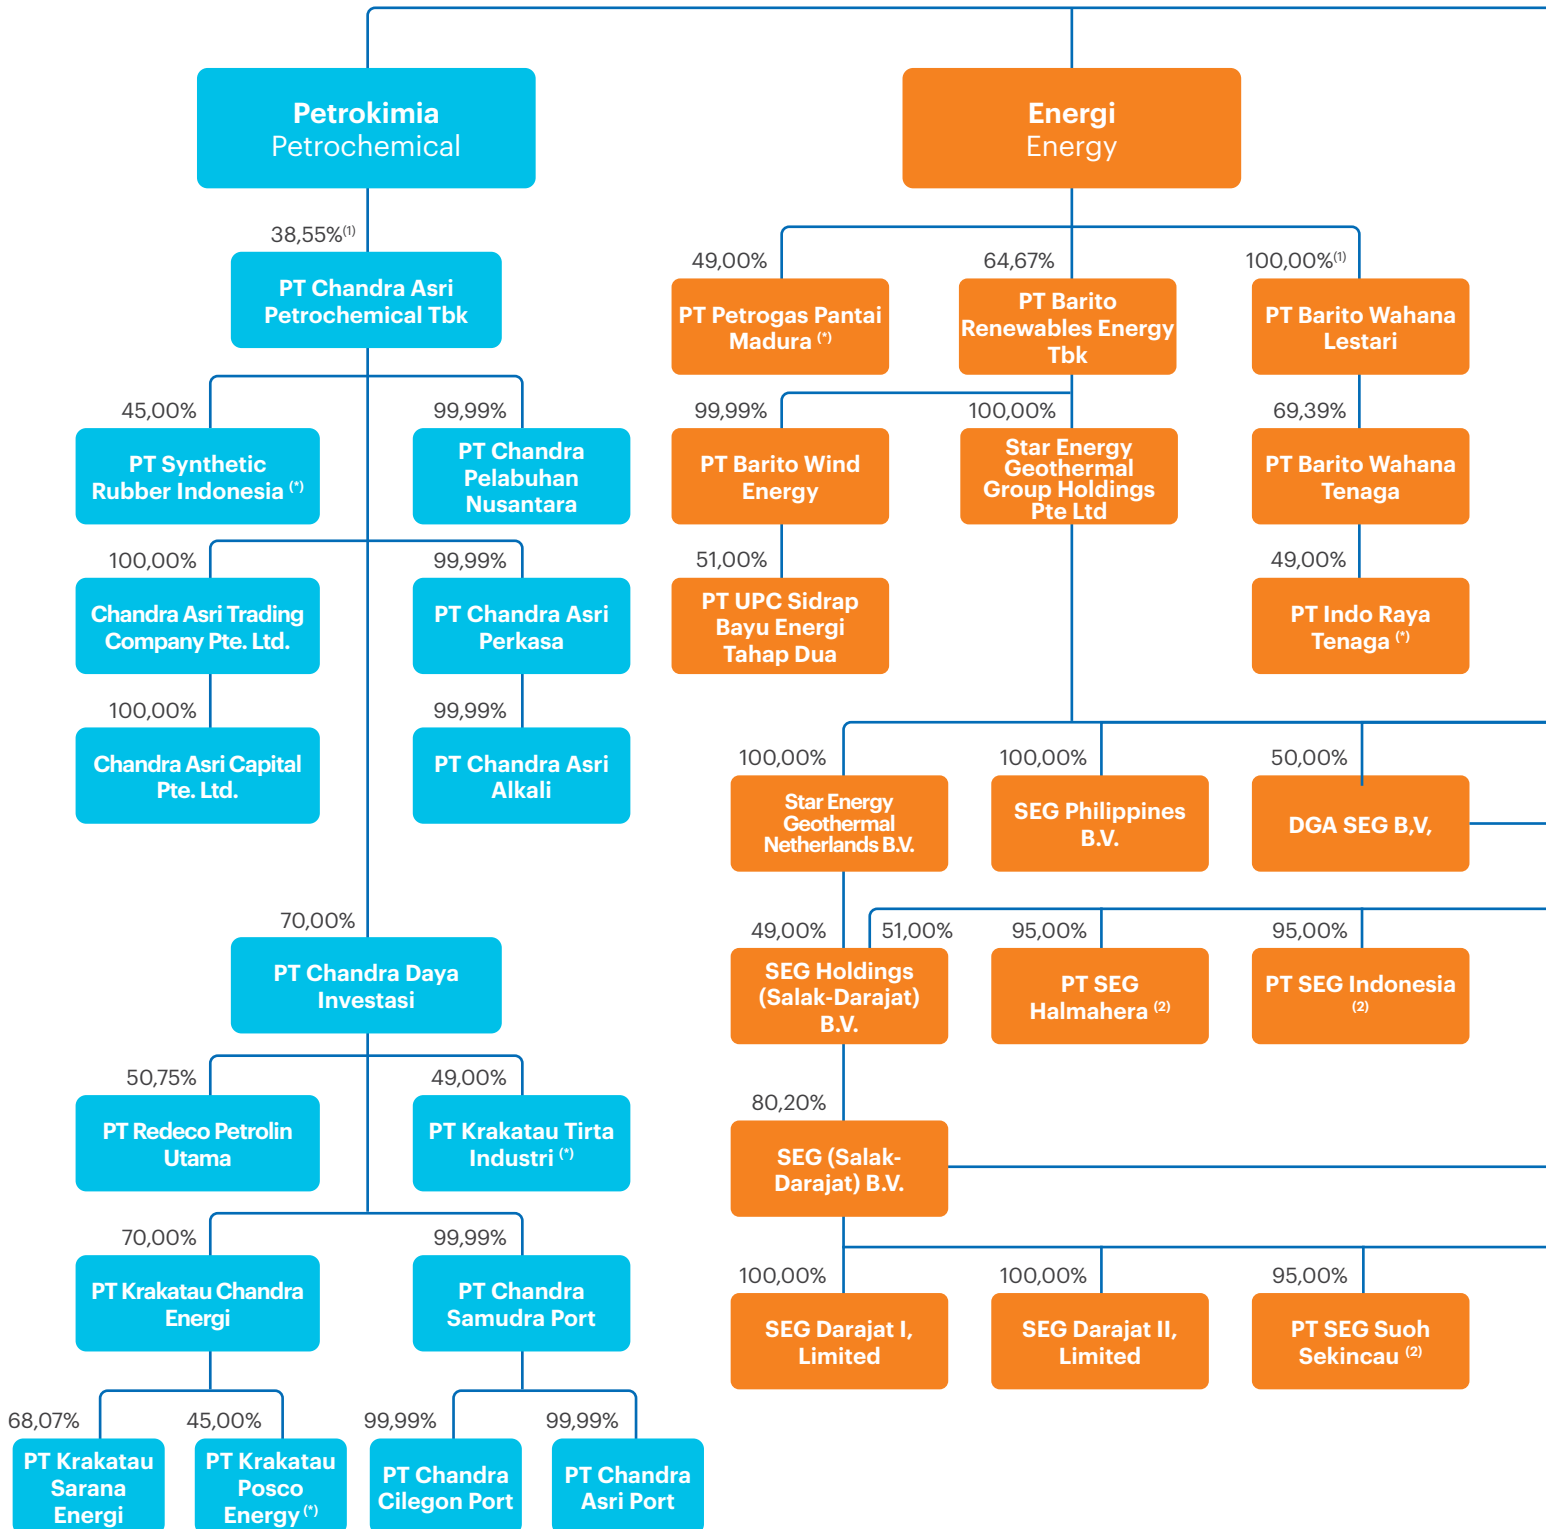 Petrokimia
Petrochemical
38,55%(1)
PT Chandra Asri
Petrochemical Tbk
45,00%
PT Synthetic
Rubber Indonesia (*)
99,99%
PT Chandra
Pelabuhan
Nusantara
100,00%
Chandra Asri Trading
Company Pte. Ltd.
99,99%
PT Chandra Asri
Perkasa
100,00%
Chandra Asri Capital
Pte. Ltd.
99,99%
PT Chandra Asri
Alkali
70,00%
PT Chandra Daya
Investasi
50,75%
PT Redeco Petrolin
Utama
49,00%
PT Krakatau Tirta
Industri (*)
70,00%
PT Krakatau Chandra
Energi
99,99%
PT Chandra
Samudra Port
68,07%
PT Krakatau
Sarana
Energi
45,00%
PT Krakatau
Posco
Energy (*)
99,99%
PT Chandra
Cilegon Port
99,99%
PT Chandra
Asri Port
Energi
Energy
49,00%
PT Petrogas Pantai
Madura (*)
64,67%
PT Barito
Renewables Energy
Tbk
100,00%(1)
PT Barito Wahana
Lestari
99,99%
PT Barito Wind
Energy
100,00%
Star Energy
Geothermal
Group Holdings
Pte Ltd
69,39%
PT Barito Wahana
Tenaga
51,00%
PT UPC Sidrap
Bayu Energi
Tahap Dua
49,00%
PT Indo Raya
Tenaga (*)
100,00%
Star Energy
Geothermal
Netherlands B.V.
100,00%
SEG Philippines
B.V.
50,00%
DGA SEG B,V,
49,00%
51,00%
SEG Holdings
(Salak-Darajat)
B.V.
95,00%
PT SEG
Halmahera (2)
95,00%
PT SEG Indonesia
(2)
80,20%
SEG (Salak-
Darajat) B.V.
100,00%
SEG Darajat I,
Limited
100,00%
SEG Darajat II,
Limited
95,00%
PT SEG Suoh
Sekincau (2)